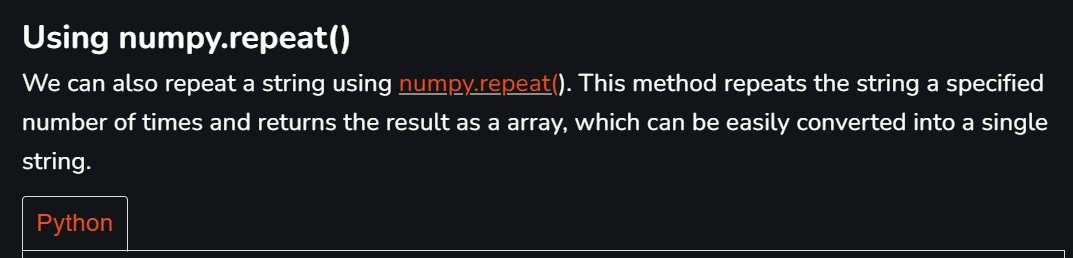 Using numpy.repeat()
We can also repeat a string using numpy.repeat(). This method repeats the string a specified
number of times and returns the result as a array, which can be easily converted into a single
string.
Python